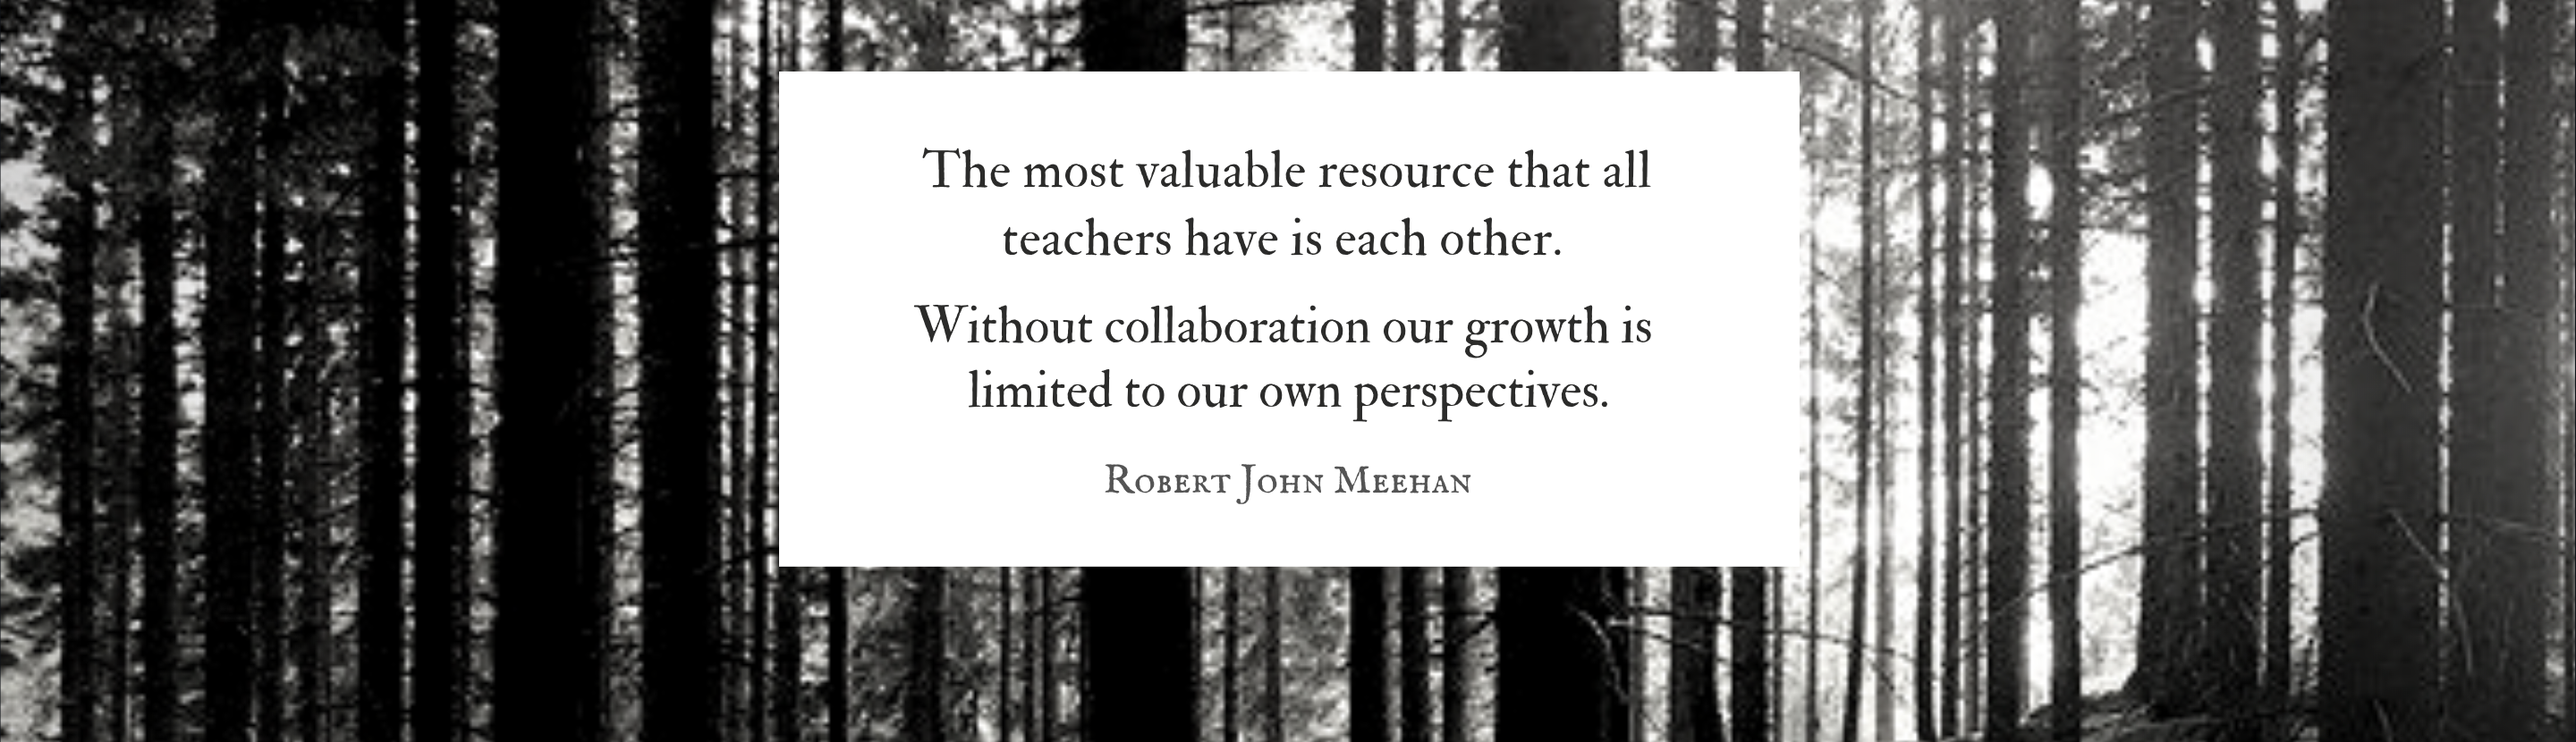 The most valuable resource that all
teachers have is each other.
Without collaboration our growth is
limited to our own perspectives.
Robert John Meehan